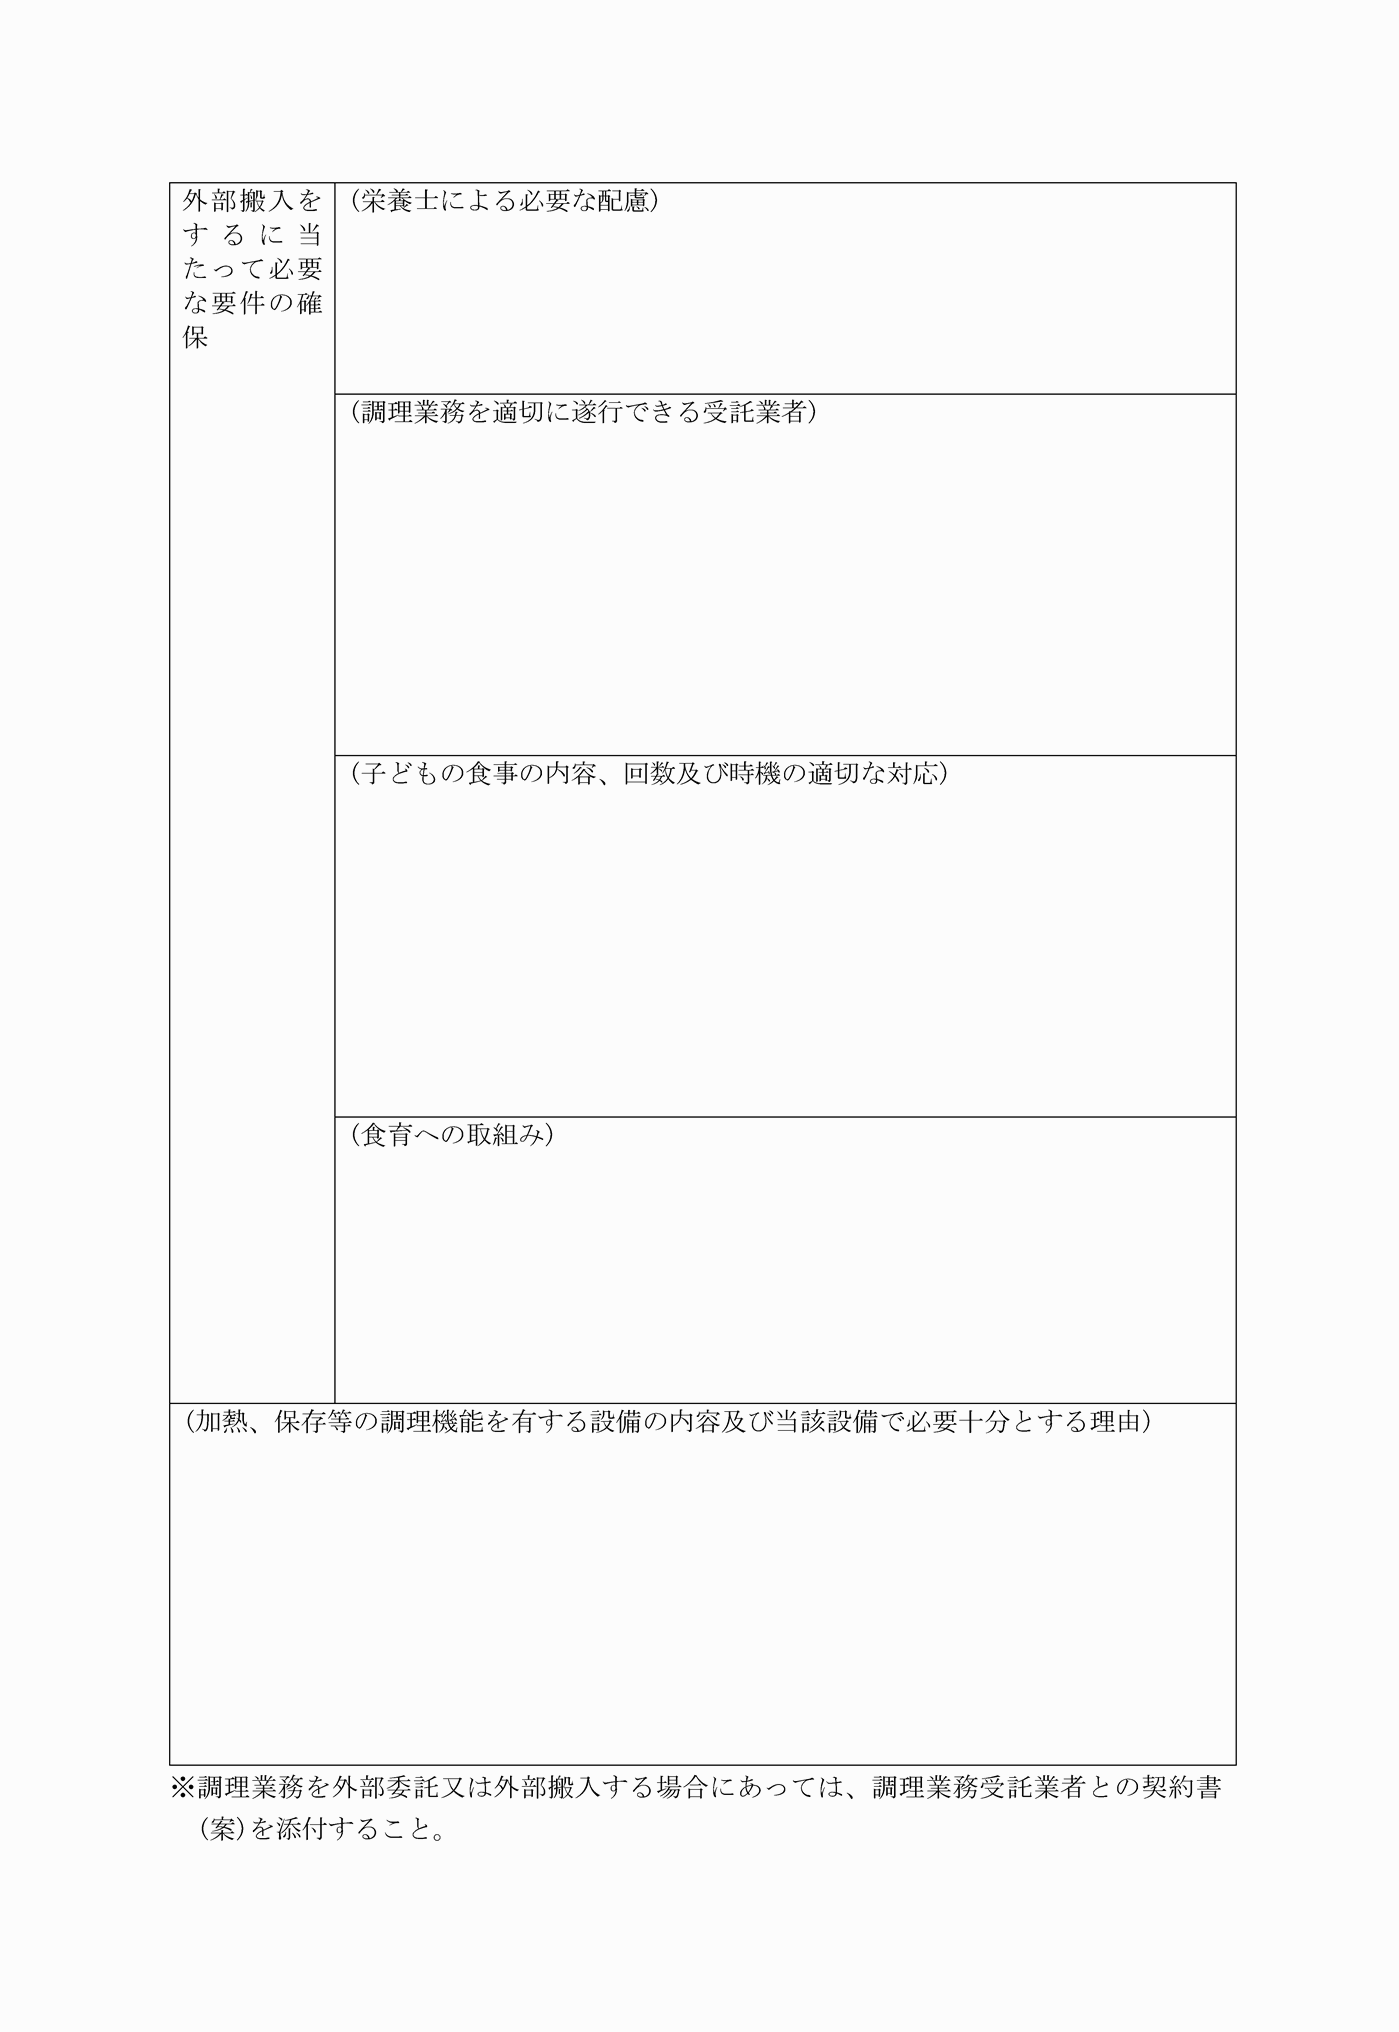 外部搬入を
するに当
たって必要
な要件の確
保
（栄養士による必要な配慮）
（調理業務を適切に遂行できる受託業者）
（子どもの食事の内容、回数及び時機の適切な対応）
（食育への取組み）
（加熱、保存等の調理機能を有する設備の内容及び当該設備で必要十分とする理由）
※調理業務を外部委託又は外部搬入する場合にあっては、調理業務受託業者との契約書
（案）を添付すること。